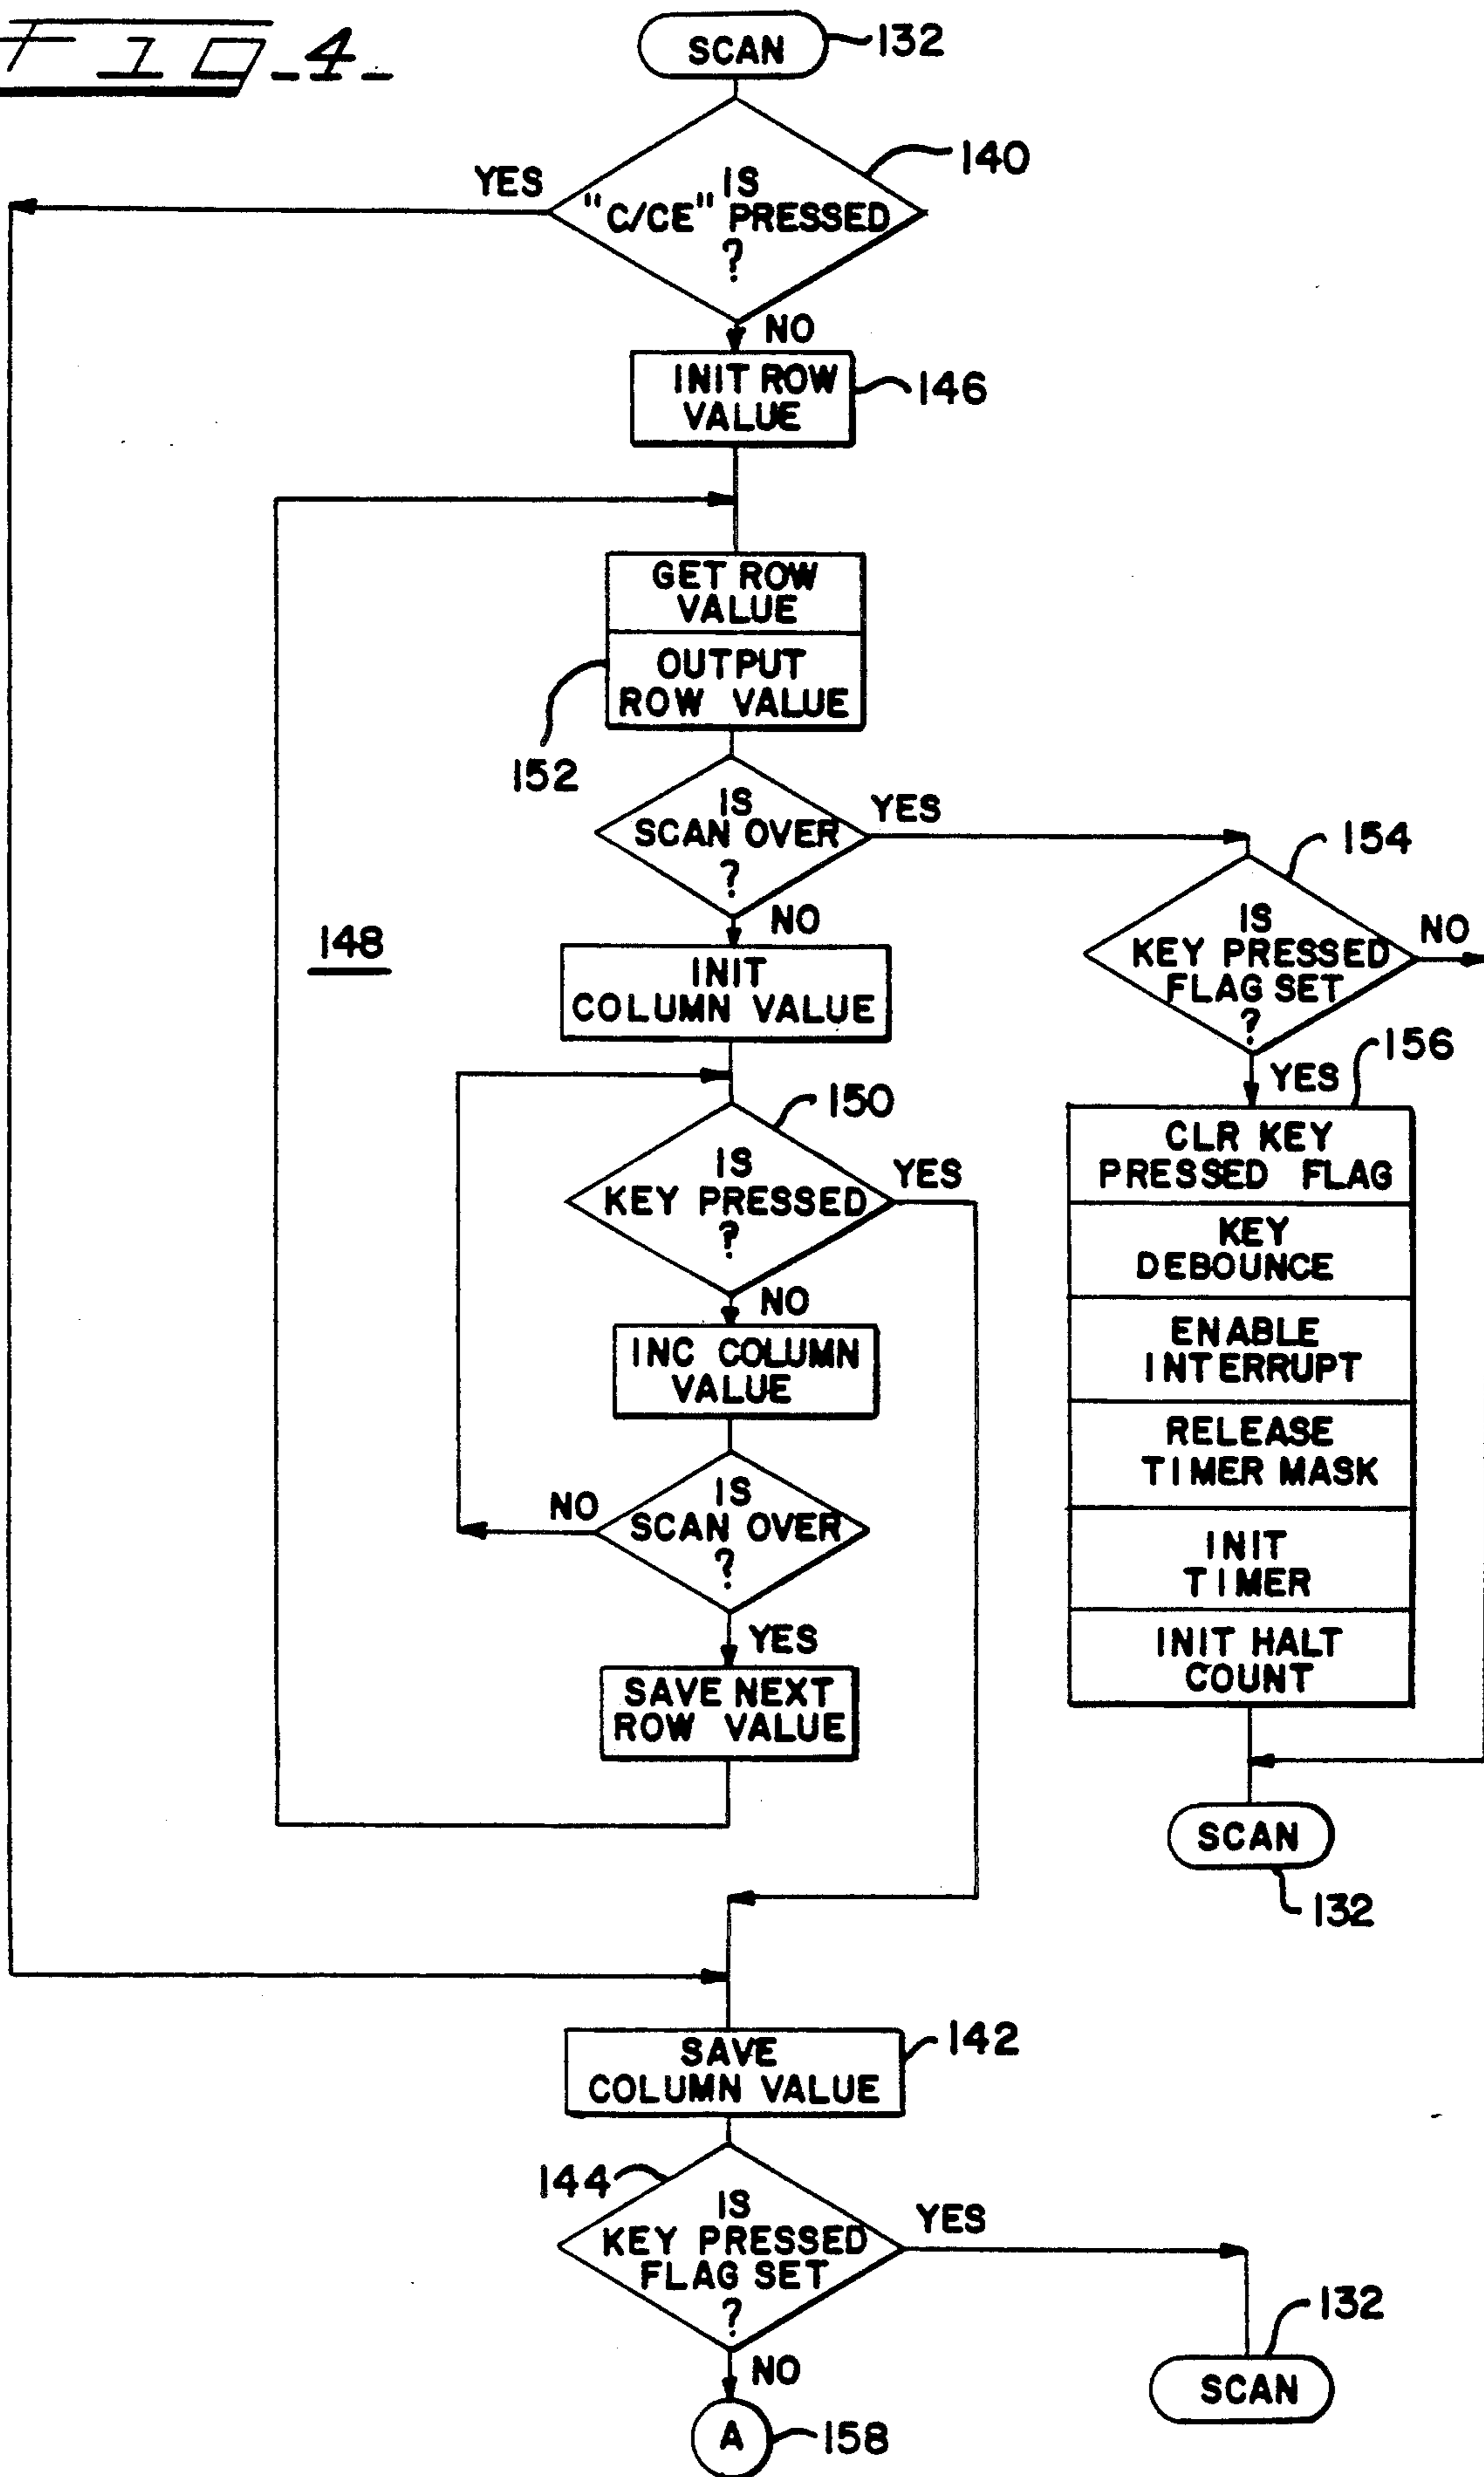 FIG-4-
SCAN
132
IS
"C/CE" PRESSED
?
140
YES
NO
INIT ROW
VALUE
146
GET ROW
VALUE
OUTPUT
ROW VALUE
152
IS
SCAN OVER
?
YES
NO
154
IS
KEY PRESSED
FLAG SET
?
NO
YES
156
148
INIT
COLUMN VALUE
150
IS
KEY PRESSED
?
YES
NO
INC COLUMN
VALUE
IS
SCAN OVER
?
NO
YES
SAVE NEXT
ROW VALUE
CLR KEY
PRESSED FLAG
KEY
DEBOUNCE
ENABLE
INTERRUPT
RELEASE
TIMER MASK
INIT
TIMER
INIT HALT
COUNT
SCAN
132
SAVE
COLUMN VALUE
142
144
IS
KEY PRESSED
FLAG SET
?
YES
NO
132
SCAN
A
158